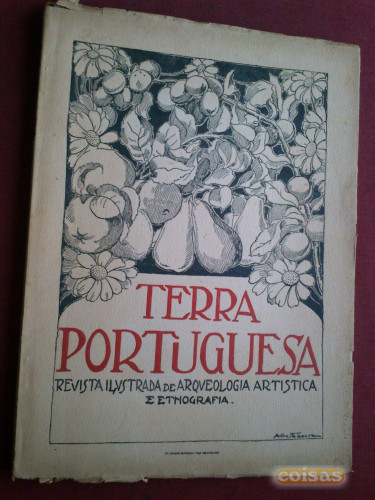 TERRA
PORTUGUESA
REVISTA ILVSTRADA DE ARQVEOLOGIA ARTISTICA
E ETNOGRAFIA.
coisas